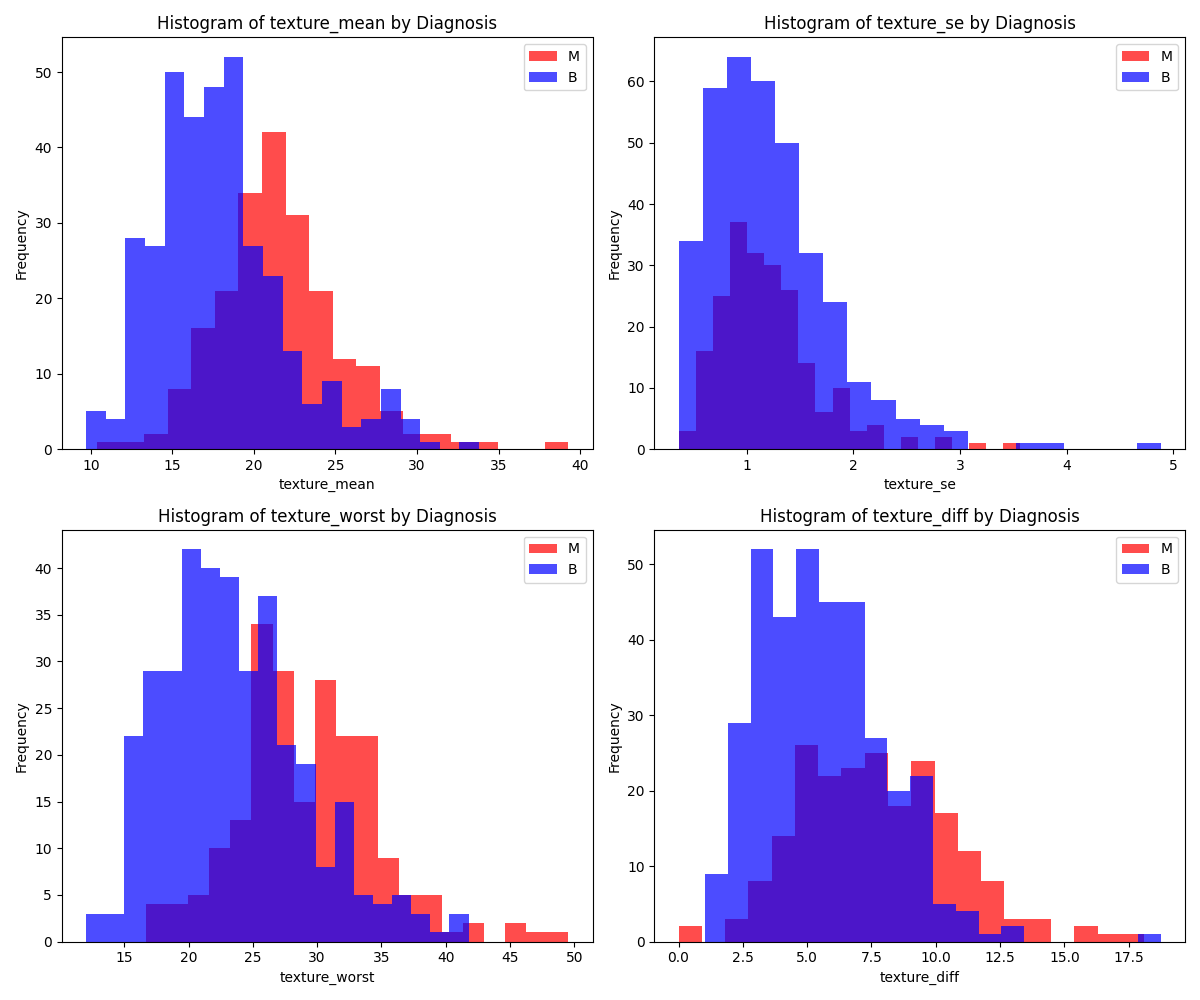 Histogram of texture_mean by Diagnosis
M
B
Frequency
50
40
30
20
10
0
10 15 20 25 30 35 40
texture_mean
Histogram of texture_se by Diagnosis
M
B
Frequency
60
50
40
30
20
10
0
1 2 3 4 5
texture_se
Histogram of texture_worst by Diagnosis
M
B
Frequency
40
35
30
25
20
15
10
5
0
15 20 25 30 35 40 45 50
texture_worst
Histogram of texture_diff by Diagnosis
M
B
Frequency
50
40
30
20
10
0
0.0 2.5 5.0 7.5 10.0 12.5 15.0 17.5
texture_diff